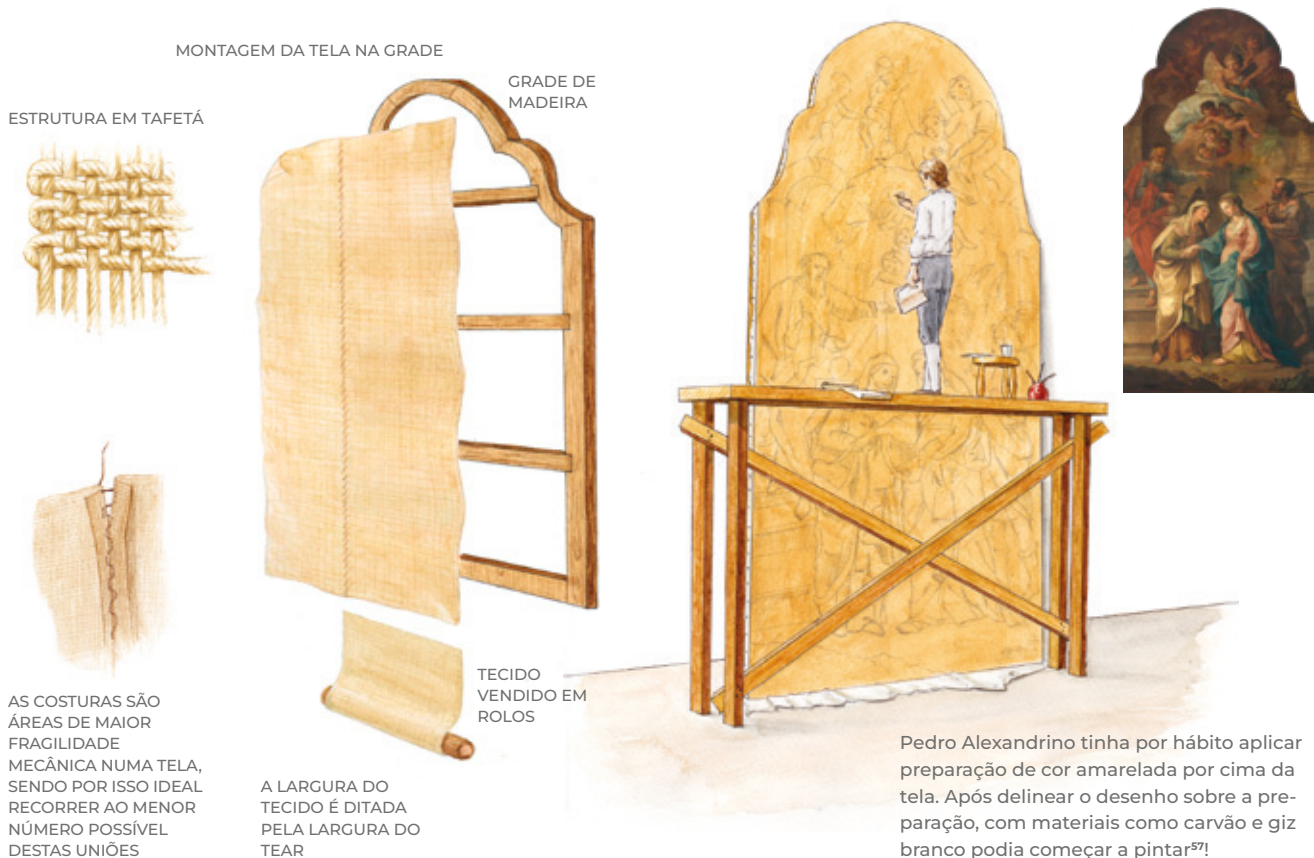 MONTAGEM DA TELA NA GRADE
GRADE DE
MADEIRA
ESTRUTURA EM TAFETÁ
TECIDO
VENDIDO EM
ROLOS
AS COSTURAS SÃO
ÁREAS DE MAIOR
FRAGILIDADE
MECÂNICA NUMA TELA,
SENDO POR ISSO IDEAL
RECORRER AO MENOR
NÚMERO POSSÍVEL
DESTAS UNIÕES
A LARGURA DO
TECIDO É DITADA
PELA LARGURA DO
TEAR
Pedro Alexandrino tinha por hábito aplicar
preparação de cor amarelada por cima da
tela. Após delinear o desenho sobre a pre-
paração, com materiais como carvão e giz
branco podia começar a pintar⁵⁷!